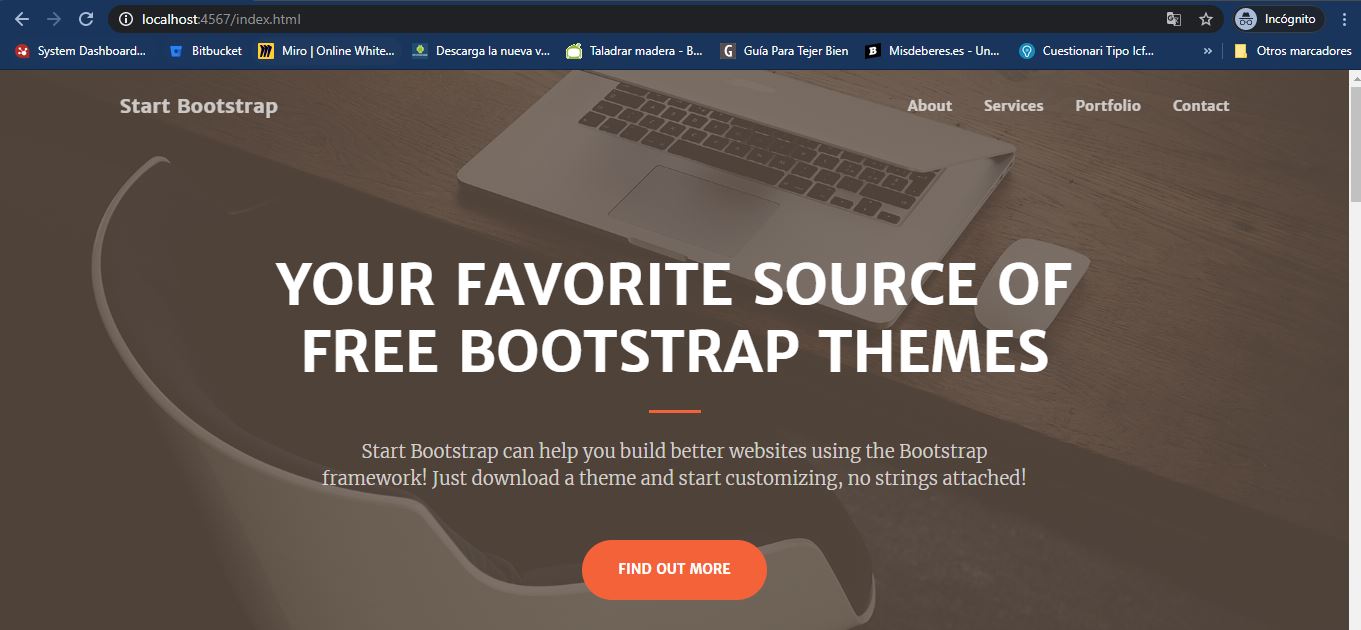 localhost:4567/index.html
Incógnito
System Dashboard...
Bitbucket
Miro | Online White...
Descarga la nueva v...
Taladrar madera - B...
G
Guía Para Tejer Bien
B
Misdeberes.es - Un...
Cuestionari Tipo Icf...
»
Otros marcadores
Start Bootstrap
About
Services
Portfolio
Contact
YOUR FAVORITE SOURCE OF
FREE BOOTSTRAP THEMES
Start Bootstrap can help you build better websites using the Bootstrap
framework! Just download a theme and start customizing, no strings attached!
FIND OUT MORE